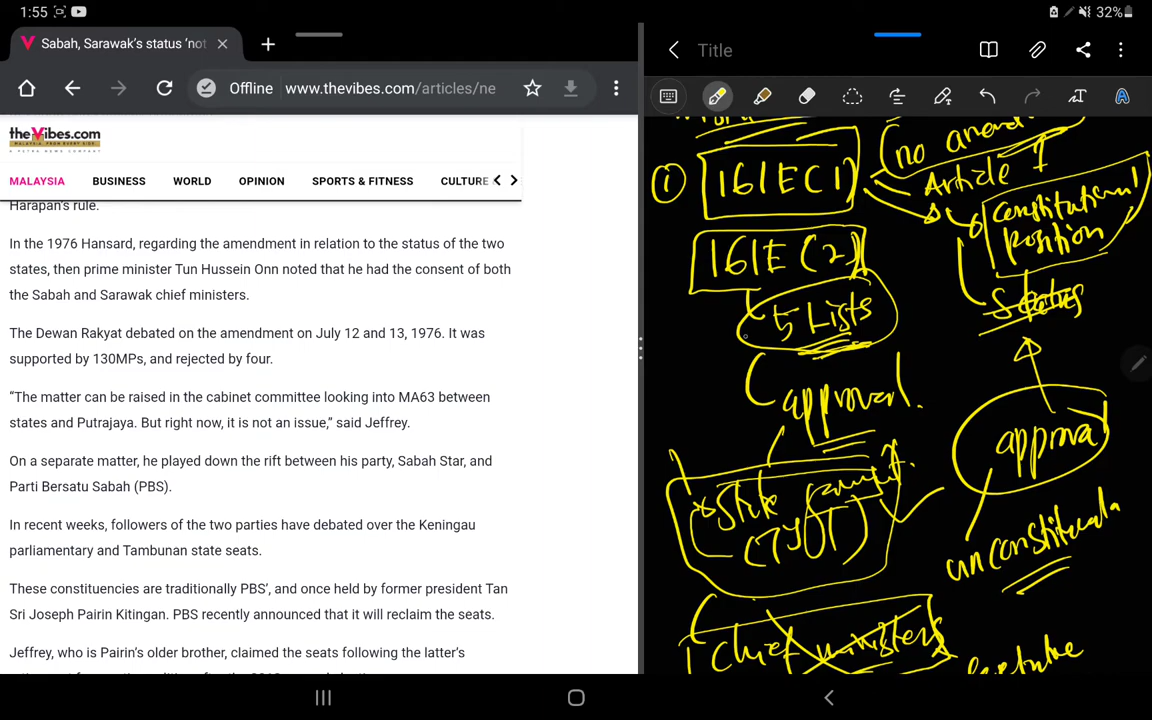 1:55
32%
Sabah, Sarawak's status 'not
Offline www.thevibes.com/articles/ne
Title
the Vibes.com
MALAYSIA BUSINESS WORLD OPINION SPORTS & FITNESS CULTURE
Harapan's rule.
In the 1976 Hansard, regarding the amendment in relation to the status of the two
states, then prime minister Tun Hussein Onn noted that he had the consent of both
the Sabah and Sarawak chief ministers.
The Dewan Rakyat debated on the amendment on July 12 and 13, 1976. It was
supported by 130MPs, and rejected by four.
“The matter can be raised in the cabinet committee looking into MA63 between
states and Putrajaya. But right now, it is not an issue,” said Jeffrey.
On a separate matter, he played down the rift between his party, Sabah Star, and
Parti Bersatu Sabah (PBS).
In recent weeks, followers of the two parties have debated over the Keningau
parliamentary and Tambunan state seats.
These constituencies are traditionally PBS’, and once held by former president Tan
Sri Joseph Pairin Kitingan. PBS recently announced that it will reclaim the seats.
Jeffrey, who is Pairin’s older brother, claimed the seats following the latter’s
(no amend
① 161E(1)
Article 1
constitutional
position
161E (2)
5 Lists
status
approval
approval
State
(TYT)
unconstitutional
Chief ministers